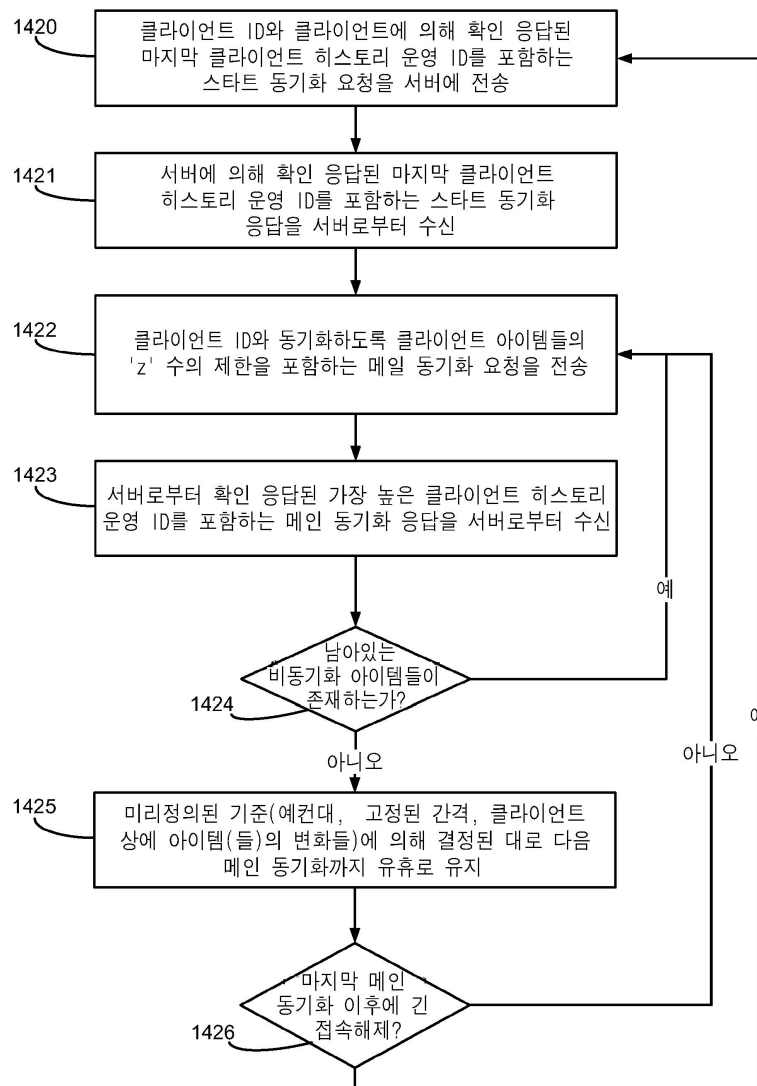 1420
클라이언트 ID와 클라이언트에 의해 확인 응답된
마지막 클라이언트 히스토리 운영 ID를 포함하는
스타트 동기화 요청을 서버에 전송
1421
서버에 의해 확인 응답된 마지막 클라이언트
히스토리 운영 ID를 포함하는 스타트 동기화
응답을 서버로부터 수신
1422
클라이언트 ID와 동기화하도록 클라이언트 아이템들의
'z' 수의 제한을 포함하는 메일 동기화 요청을 전송
1423
서버로부터 확인 응답된 가장 높은 클라이언트 히스토리
운영 ID를 포함하는 메인 동기화 응답을 서버로부터 수신
예
남아있는
비동기화 아이템들이
존재하는가?
1424
아니오
아니오
1425
미리정의된 기준(예컨대, 고정된 간격, 클라이언트
상에 아이템(들)의 변화들)에 의해 결정된 대로 다음
메인 동기화까지 유휴로 유지
마지막 메인
동기화 이후에 긴
접속해제?
1426